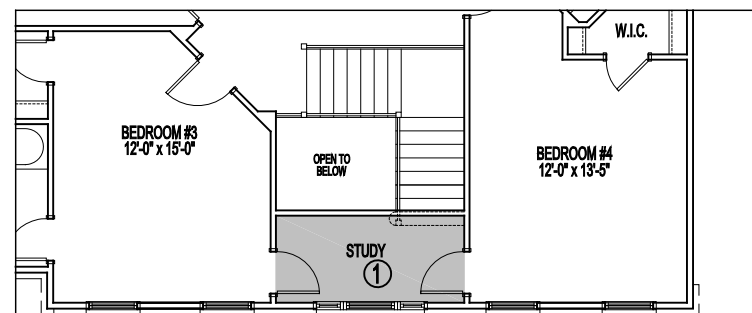 W.I.C.
BEDROOM #3
12'-0" x 15'-0"
OPEN TO
BELOW
BEDROOM #4
12'-0" x 13'-5"
STUDY
1